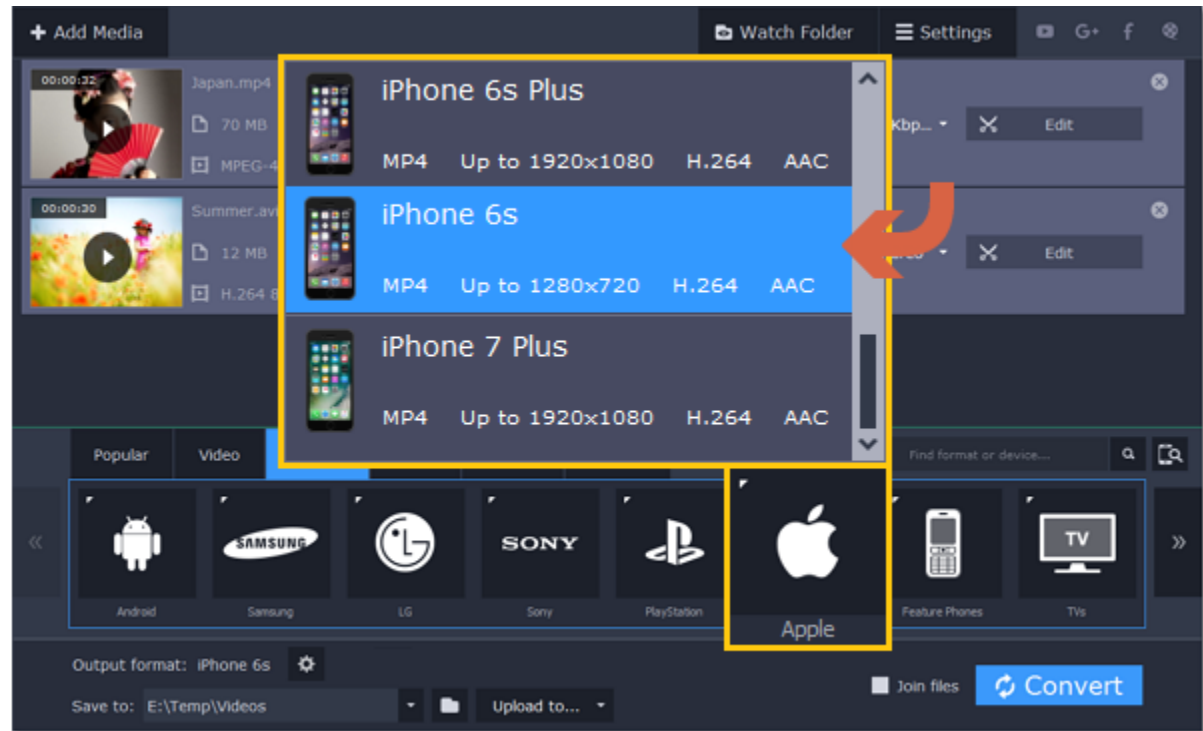 Add Media
Watch Folder
Settings
G+
f
00:00:32
Japan.mp4
70 MB
MPEG-4
Kbp...
Edit
iPhone 6s Plus
MP4 Up to 1920x1080 H.264 AAC
00:00:30
Summer.avi
12 MB
H.264 8
Edit
iPhone 6s
MP4 Up to 1280x720 H.264 AAC
iPhone 7 Plus
MP4 Up to 1920x1080 H.264 AAC
Popular Video
Find format or device...
SAMSUNG
LG
SONY
TV
Android Samsung LG Sony PlayStation Apple Feature Phones TVs
Output format: iPhone 6s
Save to: E:\Temp\Videos
Upload to...
Join files
Convert